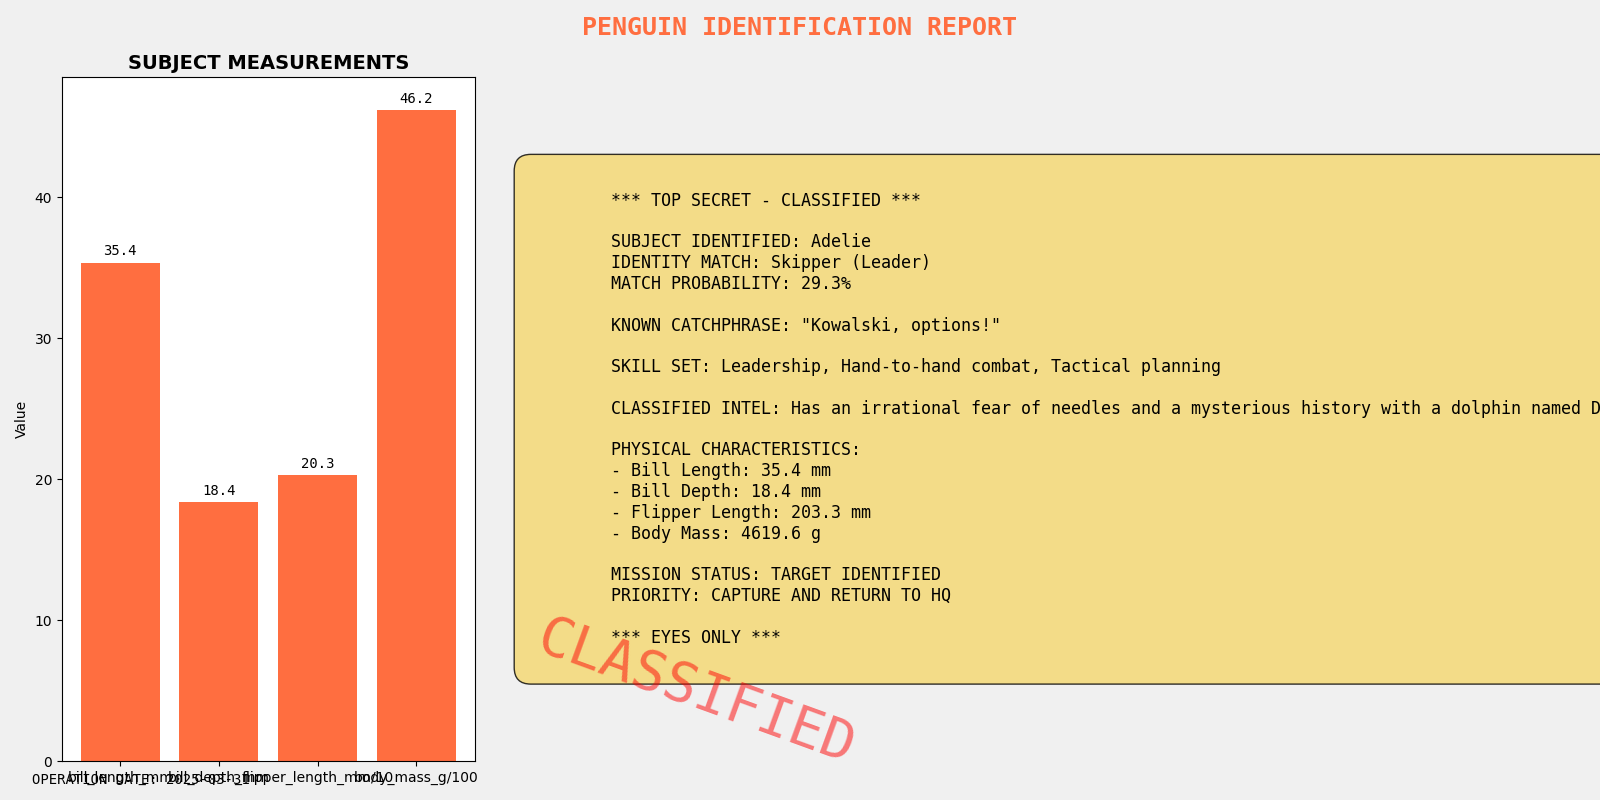 PENGUIN IDENTIFICATION REPORT
SUBJECT MEASUREMENTS
46.2
35.4
20.3
18.4
40
30
20
10
0
Value
bill_length_mm
bill_depth_mm
flipper_length_mm/10
body_mass_g/100
OPERATION DATE: 2025-03-31
*** TOP SECRET - CLASSIFIED ***
SUBJECT IDENTIFIED: Adelie
IDENTITY MATCH: Skipper (Leader)
MATCH PROBABILITY: 29.3%
KNOWN CATCHPHRASE: "Kowalski, options!"
SKILL SET: Leadership, Hand-to-hand combat, Tactical planning
CLASSIFIED INTEL: Has an irrational fear of needles and a mysterious history with a dolphin named
PHYSICAL CHARACTERISTICS:
- Bill Length: 35.4 mm
- Bill Depth: 18.4 mm
- Flipper Length: 203.3 mm
- Body Mass: 4619.6 g
MISSION STATUS: TARGET IDENTIFIED
PRIORITY: CAPTURE AND RETURN TO HQ
*** EYES ONLY ***
CLASSIFIED